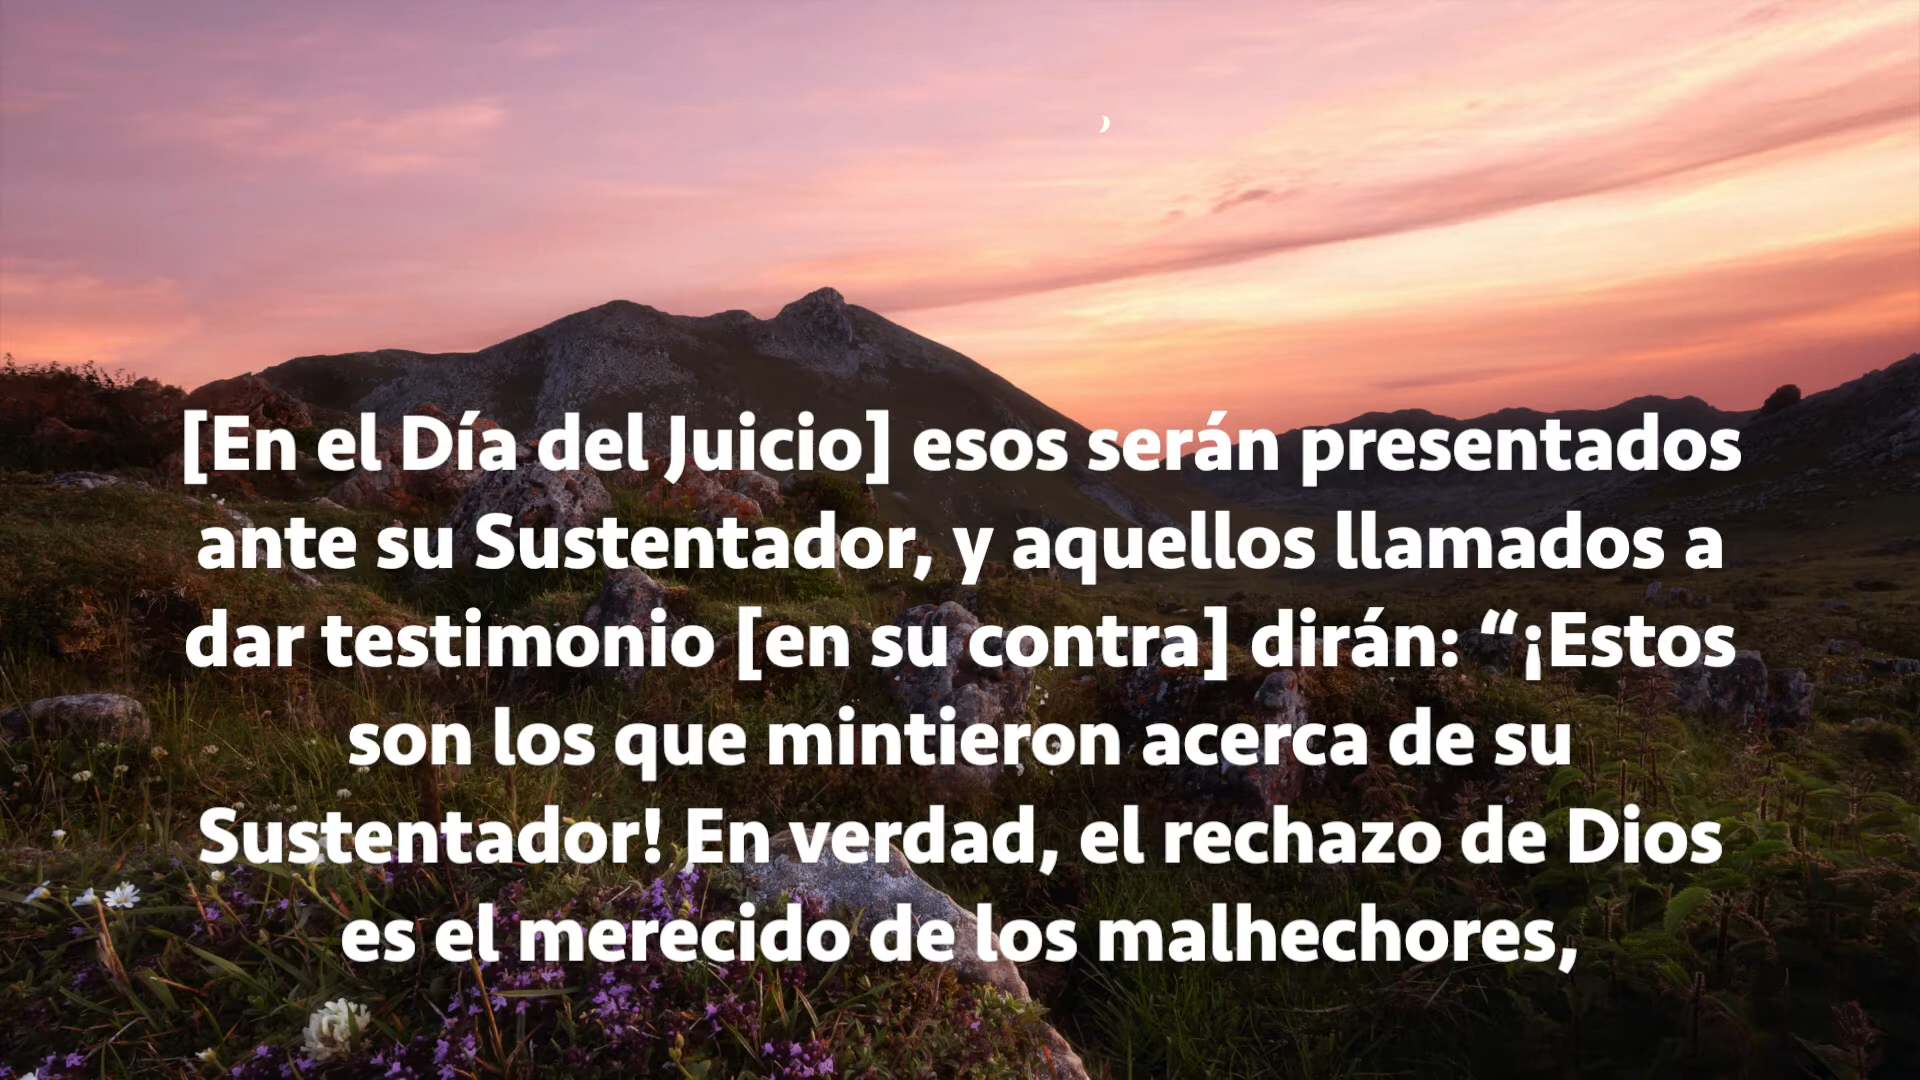 [En el Día del Juicio] esos serán presentados
ante su Sustentador, y aquellos llamados a
dar testimonio [en su contra] dirán: “¡Estos
son los que mintieron acerca de su
Sustentador! En verdad, el rechazo de Dios
es el merecido de los malhechores,